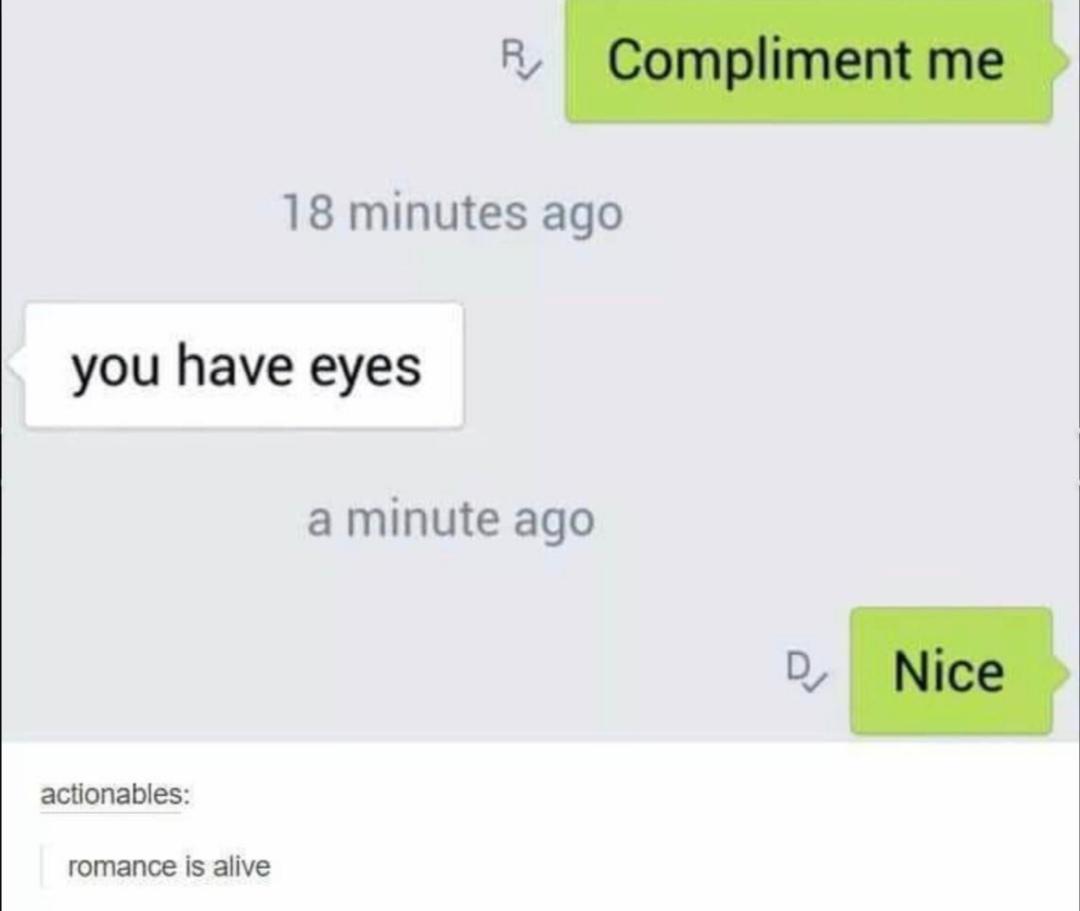 R✓ Compliment me
18 minutes ago
you have eyes
a minute ago
D✓ Nice
actionables:
romance is alive